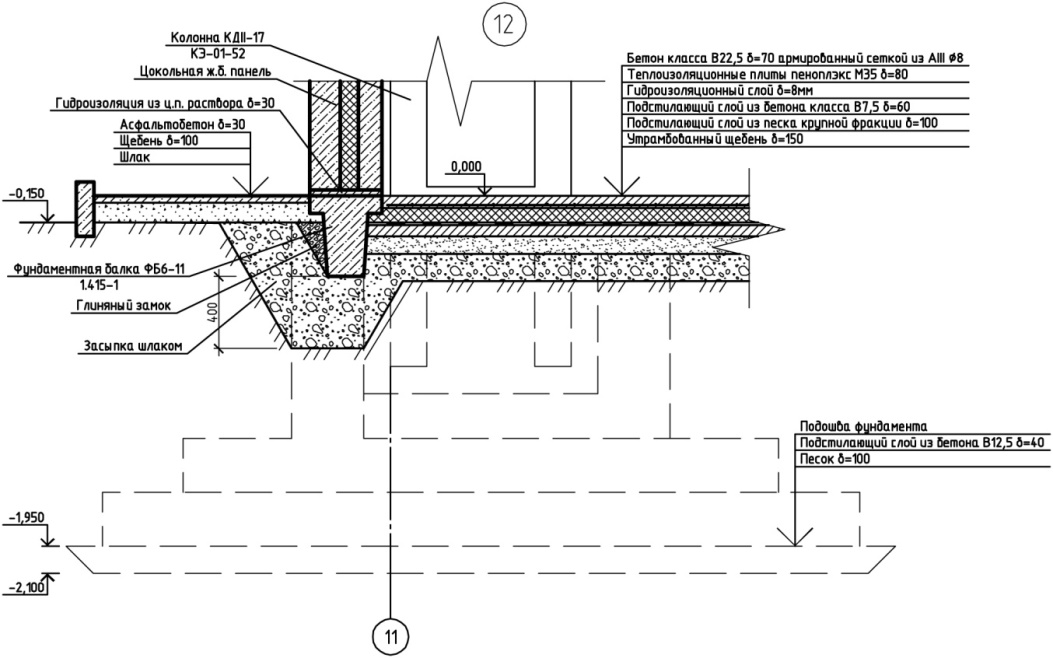 12
Колонна КДII-17
КЭ-01-52
Цокольная ж.б. панель
Гидроизоляция из ц.п. раствора δ=30
Асфальтобетон δ=30
Щебень δ=100
Шлак
Бетон класса В22,5 δ=70 армированный сеткой из АIII ⌀8
Теплоизоляционные плиты пеноплэкс М35 δ=80
Гидроизоляционный слой δ=8мм
Подстилающий слой из бетона класса В7,5 δ=60
Подстилающий слой из песка крупной фракции δ=100
Утрамбованный щебень δ=150
0,000
-0,150
Фундаментная балка ФБ6-11
1.415-1
Глиняный замок
400
Засыпка шлаком
Подошва фундамента
Подстилающий слой из бетона В12,5 δ=40
Песок δ=100
-1,950
-2,100
11